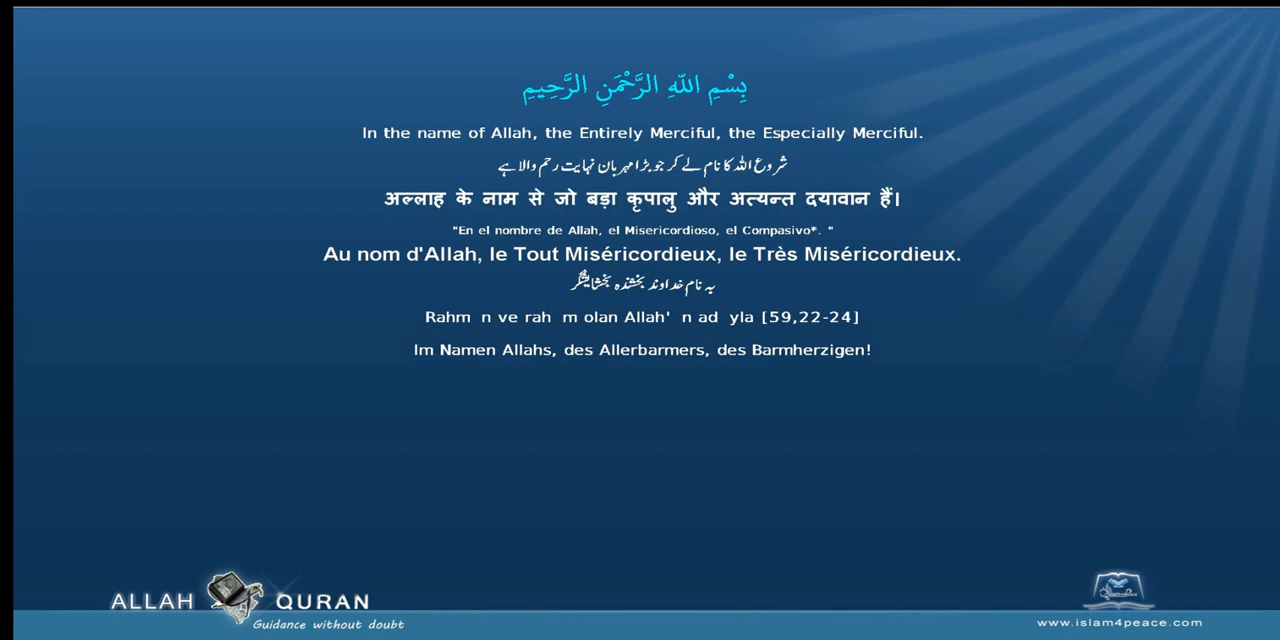 بِسْمِ اللَّهِ الرَّحْمَنِ الرَّحِيمِ
In the name of Allah, the Entirely Merciful, the Especially Merciful.
شروع اللہ کا نام لے کر جو بڑا مہربان نہایت رحم والا ہے
अल्लाह के नाम से जो बड़ा कृपालु और अत्यन्त दयावान हैं।
"En el nombre de Allah, el Misericordioso, el Compasivo*. "
Au nom d'Allah, le Tout Miséricordieux, le Très Miséricordieux.
به نام خداوند بخشنده بخشایشگر
Rahm n ve rah m olan Allah' n ad yla [59,22-24]
Im Namen Allahs, des Allerbarmers, des Barmherzigen!
ALLAH QURAN
Guidance without doubt
www.islam4peace.com